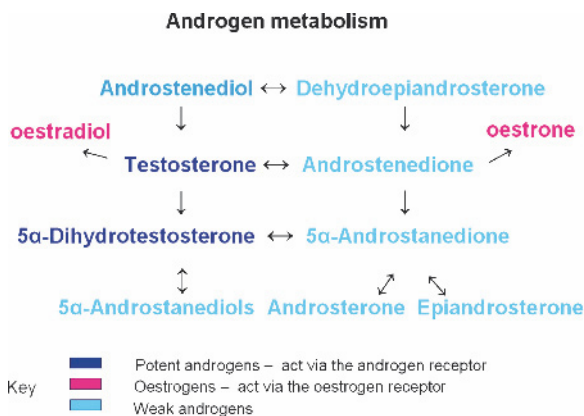 Androgen metabolism
Androstenediol ↔ Dehydroepiandrosterone
oestradiol
oestrone
Testosterone ↔ Androstenedione
5α-Dihydrotestosterone ↔ 5α-Androstanedione
5α-Androstanediols Androsterone Epiandrosterone
Key
Potent androgens – act via the androgen receptor
Oestrogens – act via the oestrogen receptor
Weak androgens